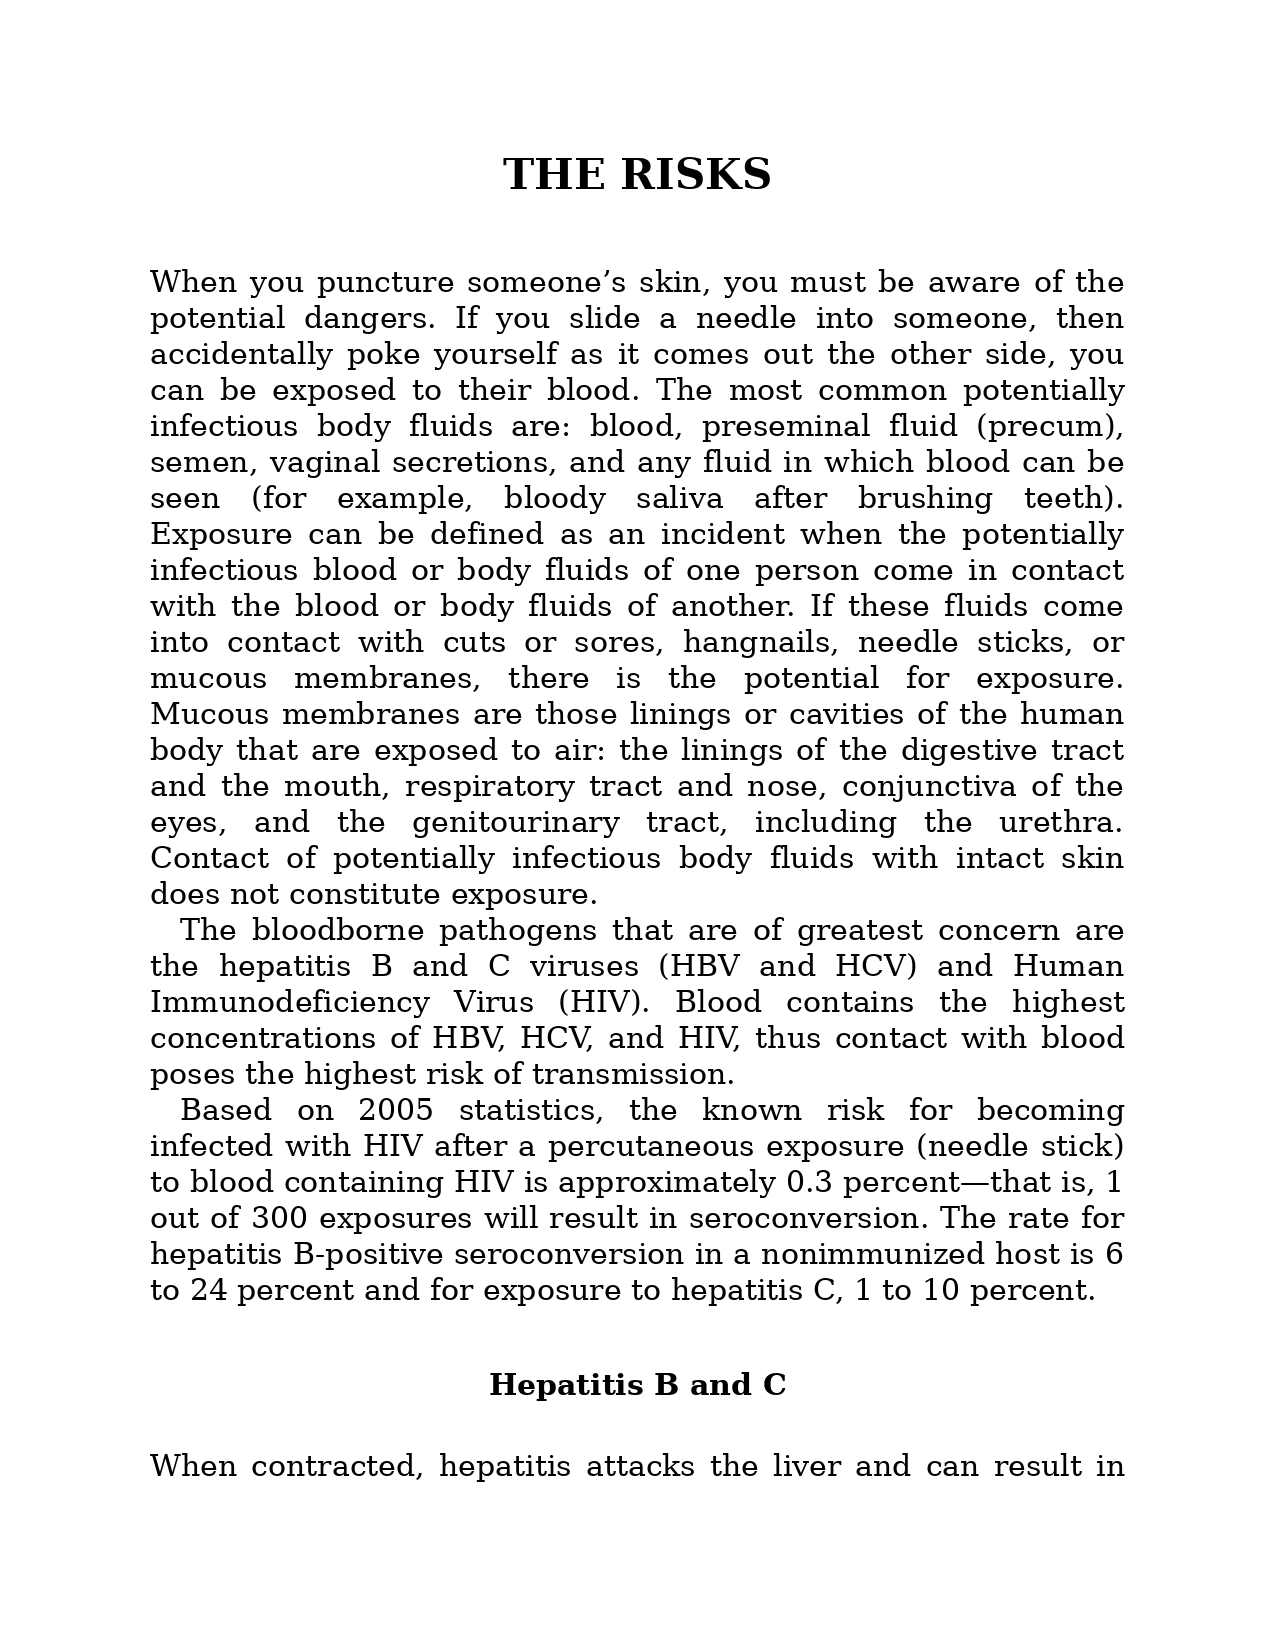 THE RISKS
When you puncture someone’s skin, you must be aware of the
potential dangers. If you slide a needle into someone, then
accidentally poke yourself as it comes out the other side, you
can be exposed to their blood. The most common potentially
infectious body fluids are: blood, preseminal fluid (precum),
semen, vaginal secretions, and any fluid in which blood can be
seen (for example, bloody saliva after brushing teeth).
Exposure can be defined as an incident when the potentially
infectious blood or body fluids of one person come in contact
with the blood or body fluids of another. If these fluids come
into contact with cuts or sores, hangnails, needle sticks, or
mucous membranes, there is the potential for exposure.
Mucous membranes are those linings or cavities of the human
body that are exposed to air: the linings of the digestive tract
and the mouth, respiratory tract and nose, conjunctiva of the
eyes, and the genitourinary tract, including the urethra.
Contact of potentially infectious body fluids with intact skin
does not constitute exposure.
The bloodborne pathogens that are of greatest concern are
the hepatitis B and C viruses (HBV and HCV) and Human
Immunodeficiency Virus (HIV). Blood contains the highest
concentrations of HBV, HCV, and HIV, thus contact with blood
poses the highest risk of transmission.
Based on 2005 statistics, the known risk for becoming
infected with HIV after a percutaneous exposure (needle stick)
to blood containing HIV is approximately 0.3 percent—that is, 1
out of 300 exposures will result in seroconversion. The rate for
hepatitis B-positive seroconversion in a nonimmunized host is 6
to 24 percent and for exposure to hepatitis C, 1 to 10 percent.
Hepatitis B and C
When contracted, hepatitis attacks the liver and can result in